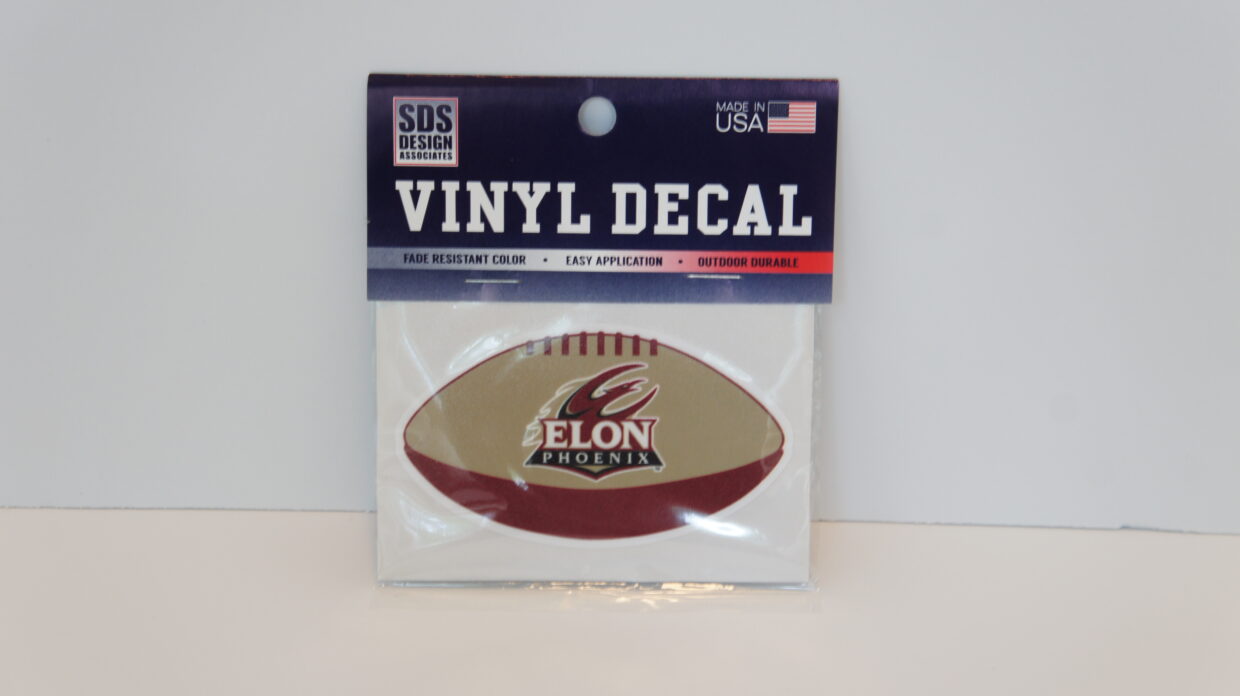 SDS
DESIGN
ASSOCIATES
MADE IN
USA
VINYL DECAL
FADE RESISTANT COLOR • EASY APPLICATION • OUTDOOR DURABLE
ELON
PHOENIX